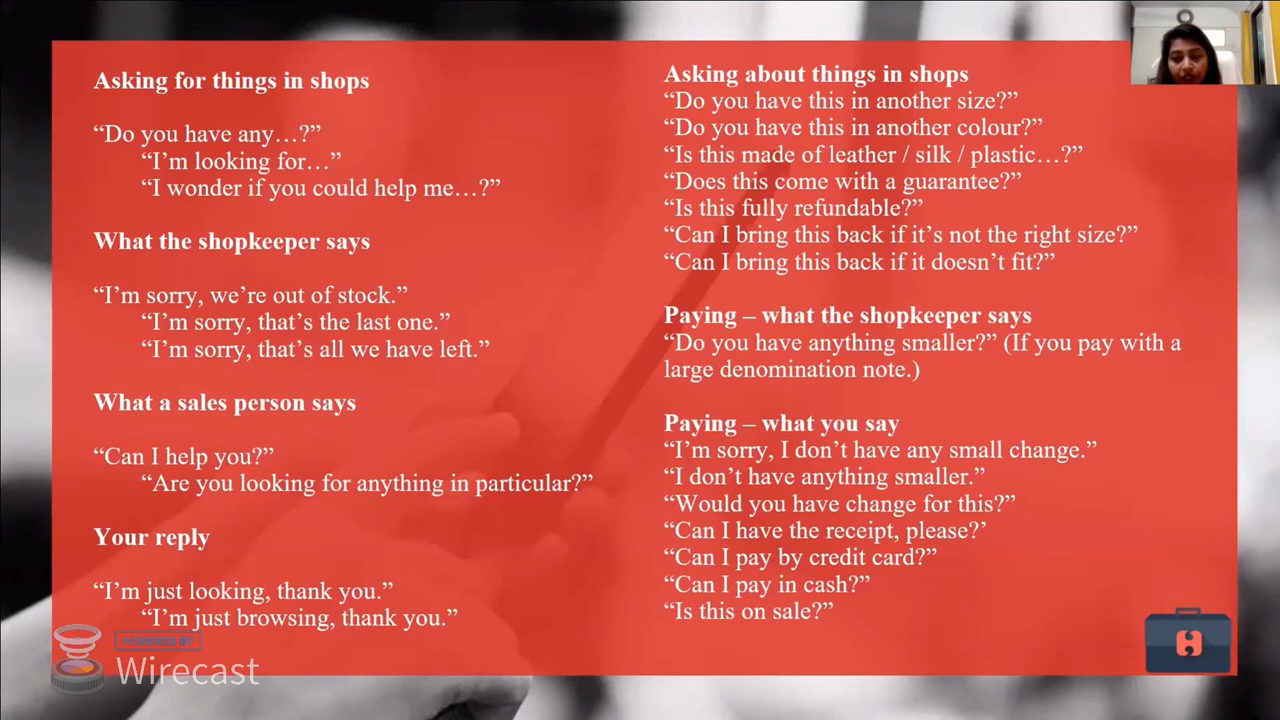 Asking for things in shops
“Do you have any…?”
“I’m looking for…”
“I wonder if you could help me…?”
What the shopkeeper says
“I’m sorry, we’re out of stock.”
“I’m sorry, that’s the last one.”
“I’m sorry, that’s all we have left.”
What a sales person says
“Can I help you?”
“Are you looking for anything in particular?”
Your reply
“I’m just looking, thank you.”
“I’m just browsing, thank you.”
Asking about things in shops
“Do you have this in another size?”
“Do you have this in another colour?”
“Is this made of leather / silk / plastic…?”
“Does this come with a guarantee?”
“Is this fully refundable?”
“Can I bring this back if it’s not the right size?”
“Can I bring this back if it doesn’t fit?”
Paying – what the shopkeeper says
“Do you have anything smaller?” (If you pay with a
large denomination note.)
Paying – what you say
“I’m sorry, I don’t have any small change.”
“I don’t have anything smaller.”
“Would you have change for this?”
“Can I have the receipt, please?’
“Can I pay by credit card?”
“Can I pay in cash?”
“Is this on sale?”
POWERED BY
Wirecast